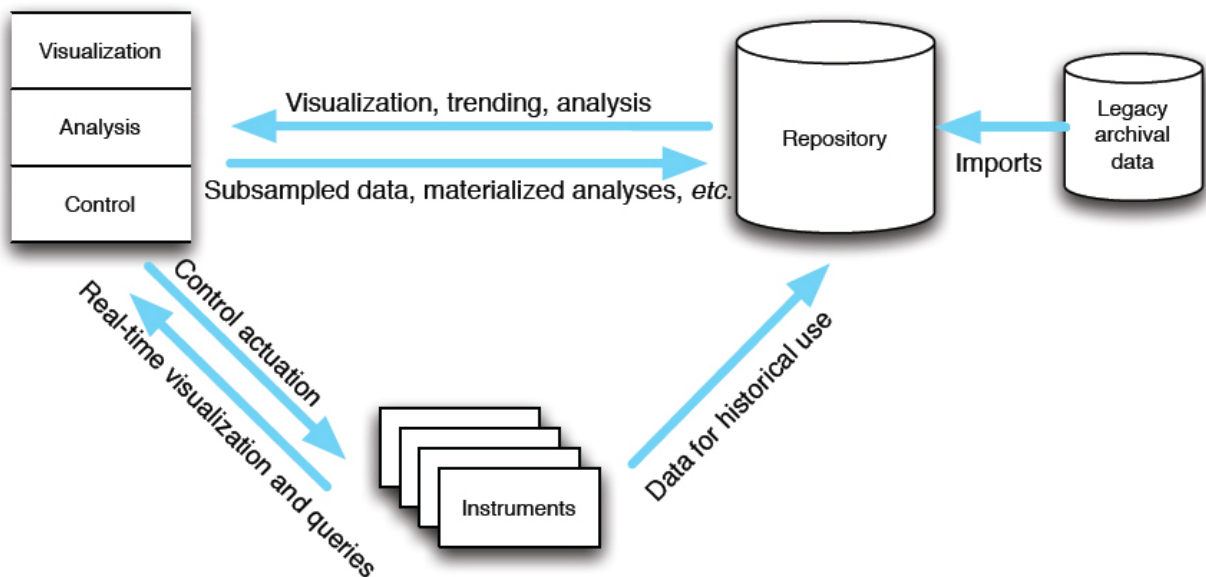 Visualization
Analysis
Control
Visualization, trending, analysis
Subsampled data, materialized analyses, etc.
Repository
Imports
Legacy
archival
data
Control actuation
Real-time visualization and queries
Instruments
Data for historical use